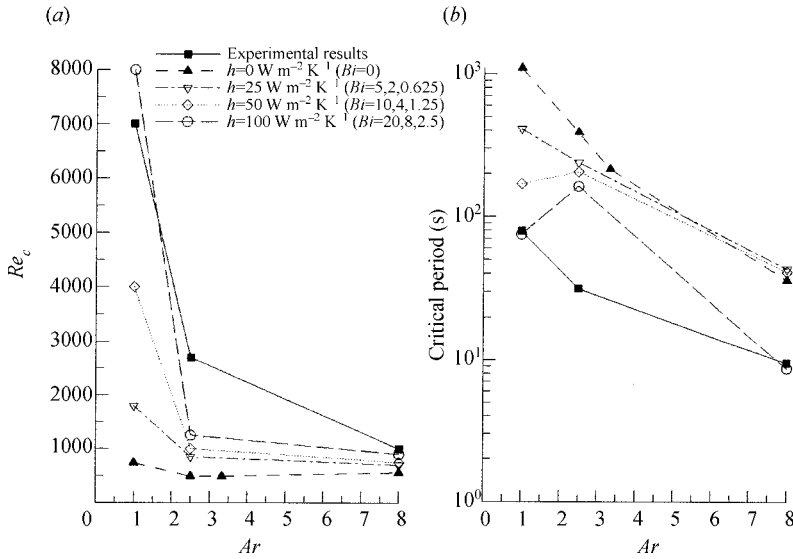 (a)
Experimental results
h=0 W m⁻² K⁻¹ (Bi=0)
h=25 W m⁻² K⁻¹ (Bi=5,2,0.625)
h=50 W m⁻² K⁻¹ (Bi=10,4,1.25)
h=100 W m⁻² K⁻¹ (Bi=20,8,2.5)
8000
7000
6000
5000
4000
3000
2000
1000
Re_c
0 1 2 3 4 5 6 7 8
Ar
(b)
10³
10²
10¹
10⁰
Critical period (s)
0 1 2 3 4 5 6 7 8
Ar